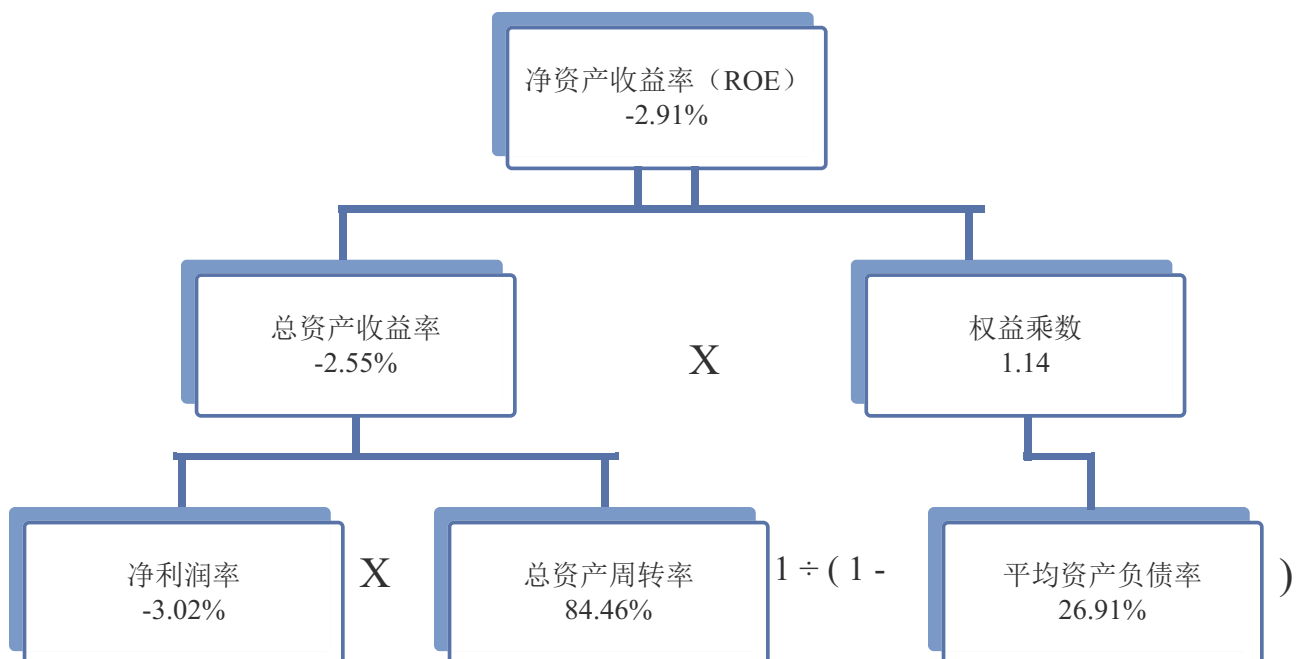 净资产收益率（ROE）
-2.91%
总资产收益率
-2.55%
X
权益乘数
1.14
净利润率
-3.02%
X
总资产周转率
84.46%
1 ÷ ( 1 -
平均资产负债率
26.91%
)